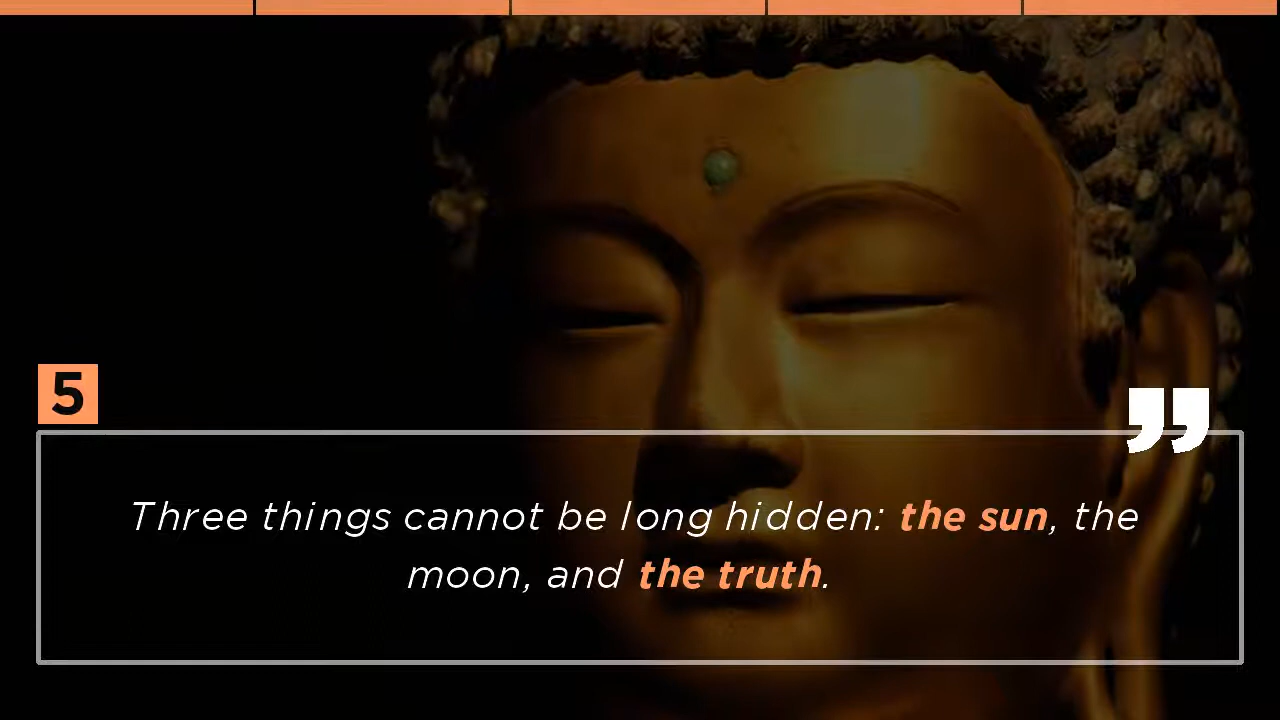 5
”
Three things cannot be long hidden: the sun, the
moon, and the truth.